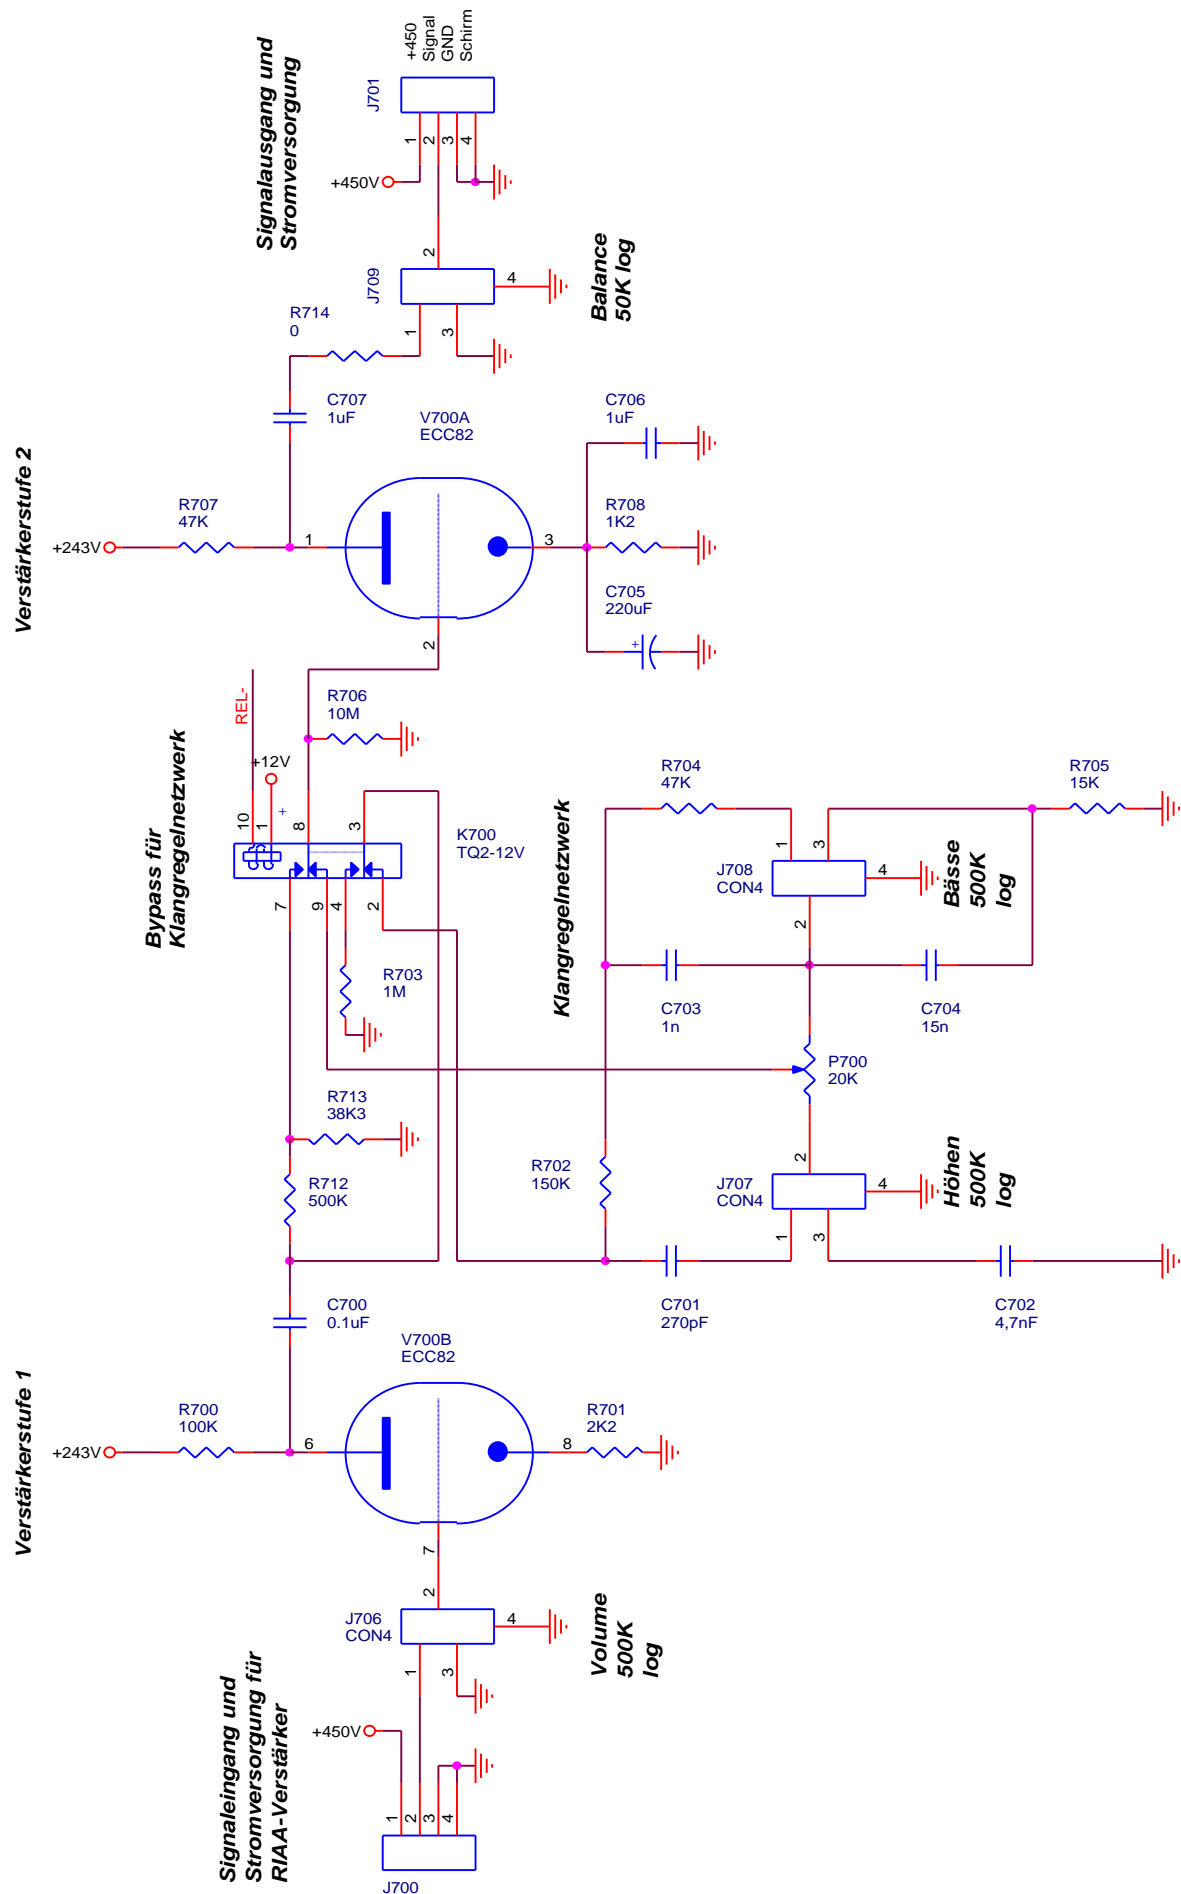 Signalausgang und
Stromversorgung
J701
+450
Signal
GND
Schirm
1
2
3
4
+450V
2
J709
4
Balance
50K log
1
3
R714
0
C707
1uF
V700A
ECC82
C706
1uF
Verstärkerstufe 2
R707
47K
+243V
1
3
R708
1K2
C705
220uF
+
2
REL-
R706
10M
+12V
Bypass für
Klangregelnetzwerk
10
1
+
8
3
K700
TQ2-12V
7
9
4
2
R703
1M
Klangregelnetzwerk
R704
47K
R705
15K
1
3
J708
CON4
4
Bässe
500K
log
2
C703
1n
C704
15n
P700
20K
R713
38K3
R712
500K
R702
150K
2
J707
CON4
4
Höhen
500K
log
1
3
C700
0.1uF
C701
270pF
C702
4,7nF
V700B
ECC82
Verstärkerstufe 1
R700
100K
+243V
6
8
R701
2K2
7
2
J706
CON4
4
Volume
500K
log
1
3
Signaleingang und
Stromversorgung für
RIAA-Verstärker
+450V
1
2
3
4
J700